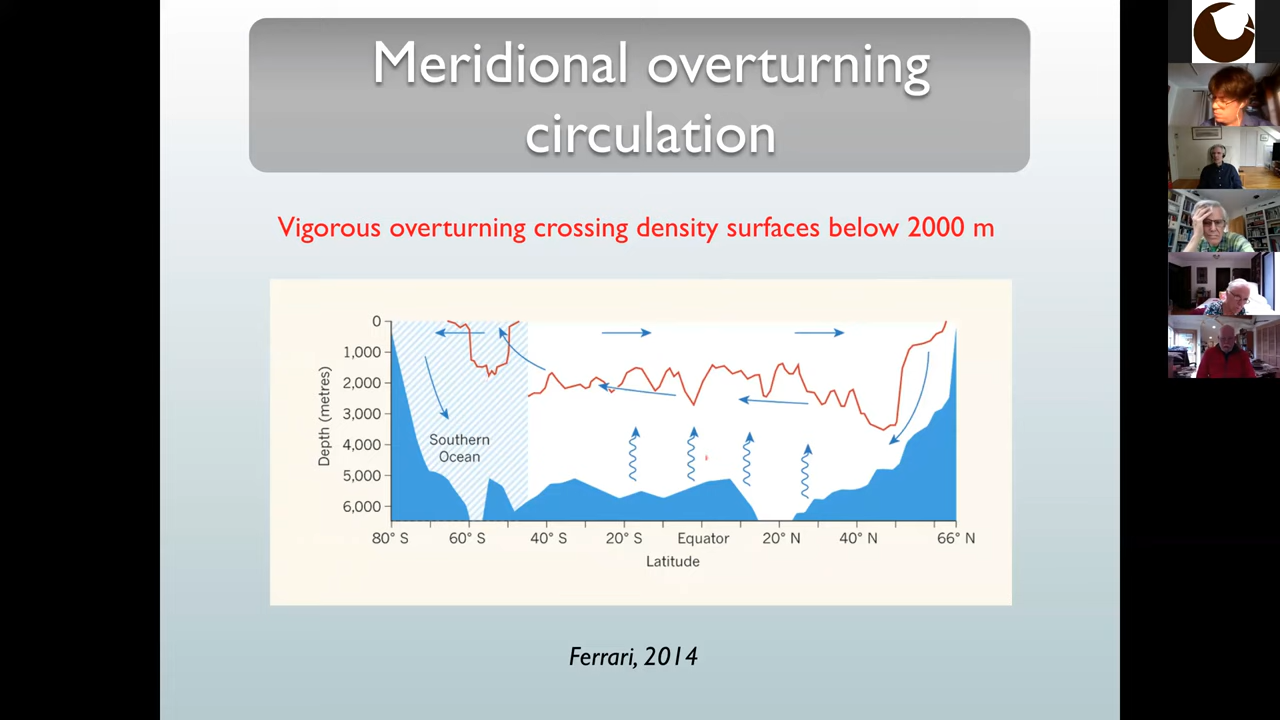 Meridional overturning
circulation
Vigorous overturning crossing density surfaces below 2000 m
0
1,000
2,000
3,000
4,000
5,000
6,000
Depth (metres)
Southern
Ocean
80° S 60° S 40° S 20° S Equator 20° N 40° N 66° N
Latitude
Ferrari, 2014